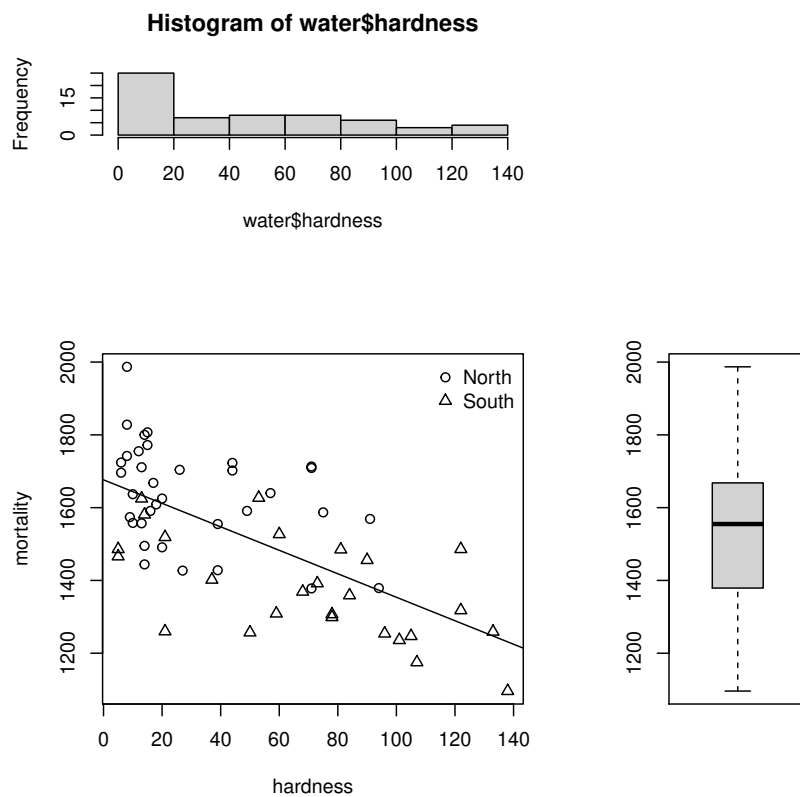 Histogram of water$hardness
Frequency
0 15
0 20 40 60 80 100 120 140
water$hardness
mortality
1200 1400 1600 1800 2000
North
South
0 20 40 60 80 100 120 140
hardness
1200 1400 1600 1800 2000